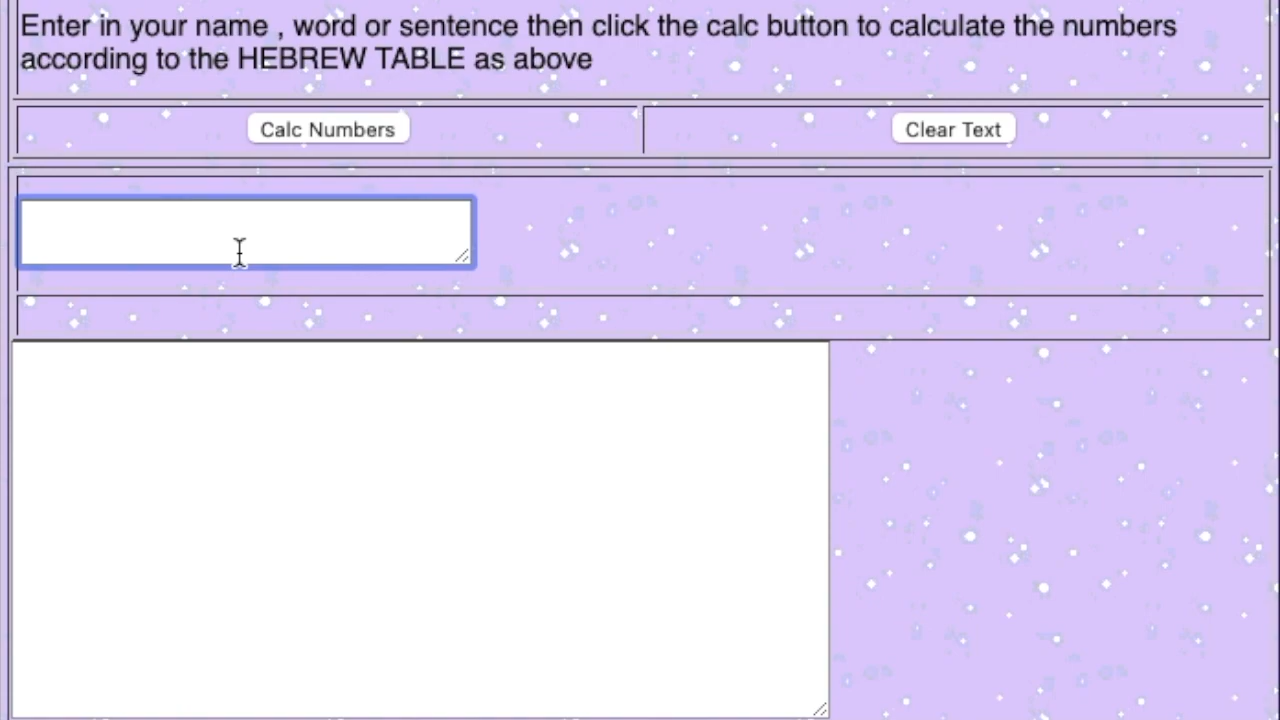 Enter in your name , word or sentence then click the calc button to calculate the numbers
according to the HEBREW TABLE as above
Calc Numbers
Clear Text